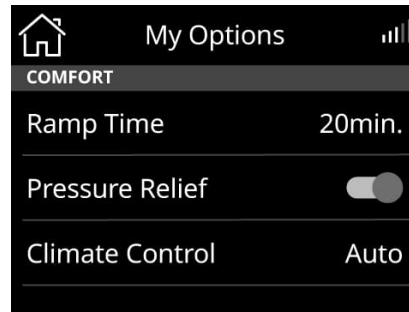 My Options
COMFORT
Ramp Time 20min.
Pressure Relief
Climate Control Auto